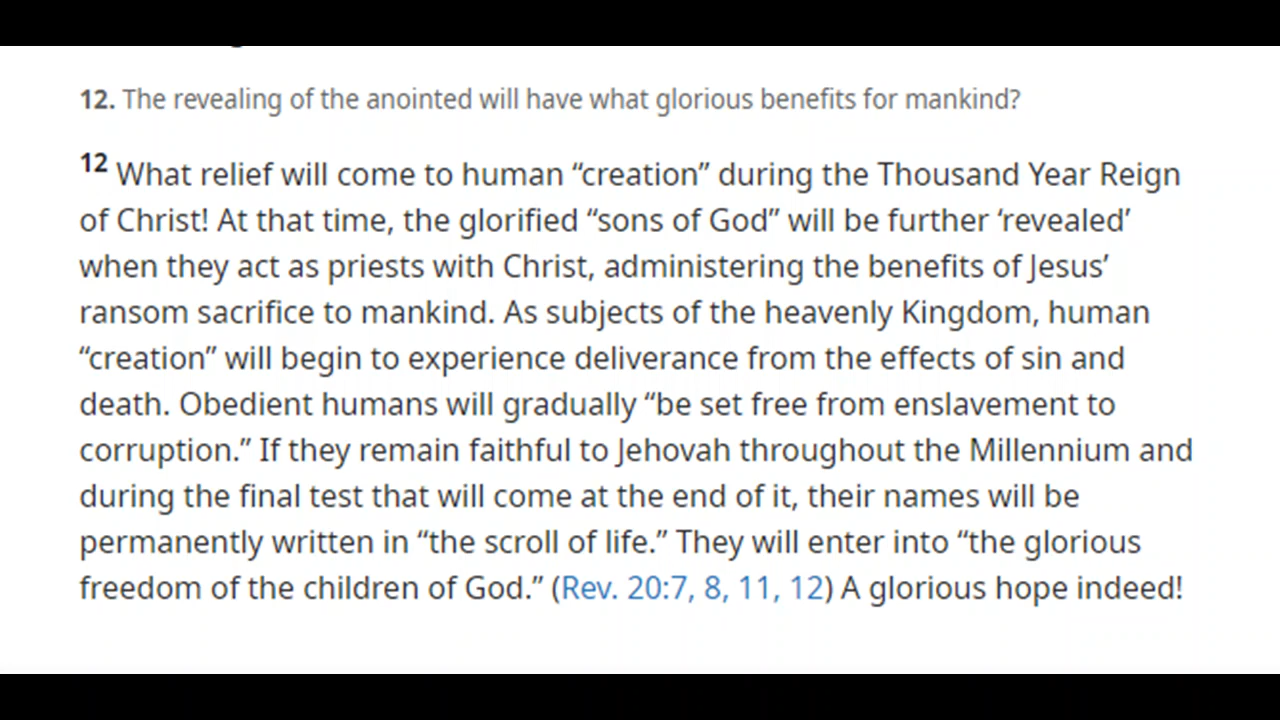 12. The revealing of the anointed will have what glorious benefits for mankind?
12 What relief will come to human “creation” during the Thousand Year Reign
of Christ! At that time, the glorified “sons of God” will be further ‘revealed’
when they act as priests with Christ, administering the benefits of Jesus’
ransom sacrifice to mankind. As subjects of the heavenly Kingdom, human
“creation” will begin to experience deliverance from the effects of sin and
death. Obedient humans will gradually “be set free from enslavement to
corruption.” If they remain faithful to Jehovah throughout the Millennium and
during the final test that will come at the end of it, their names will be
permanently written in “the scroll of life.” They will enter into “the glorious
freedom of the children of God.” (Rev. 20:7, 8, 11, 12) A glorious hope indeed!